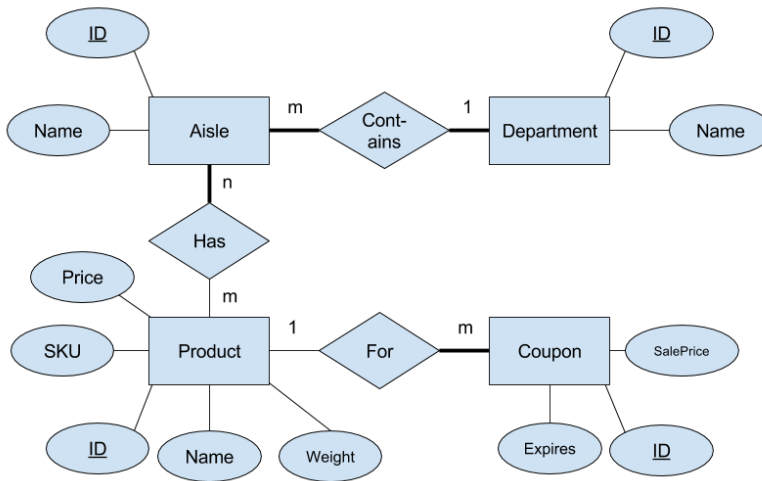 ID
ID
m
1
Name
Aisle
Cont-
ains
Department
Name
n
Has
Price
m
1
m
SKU
Product
For
Coupon
SalePrice
ID
Name
Weight
Expires
ID